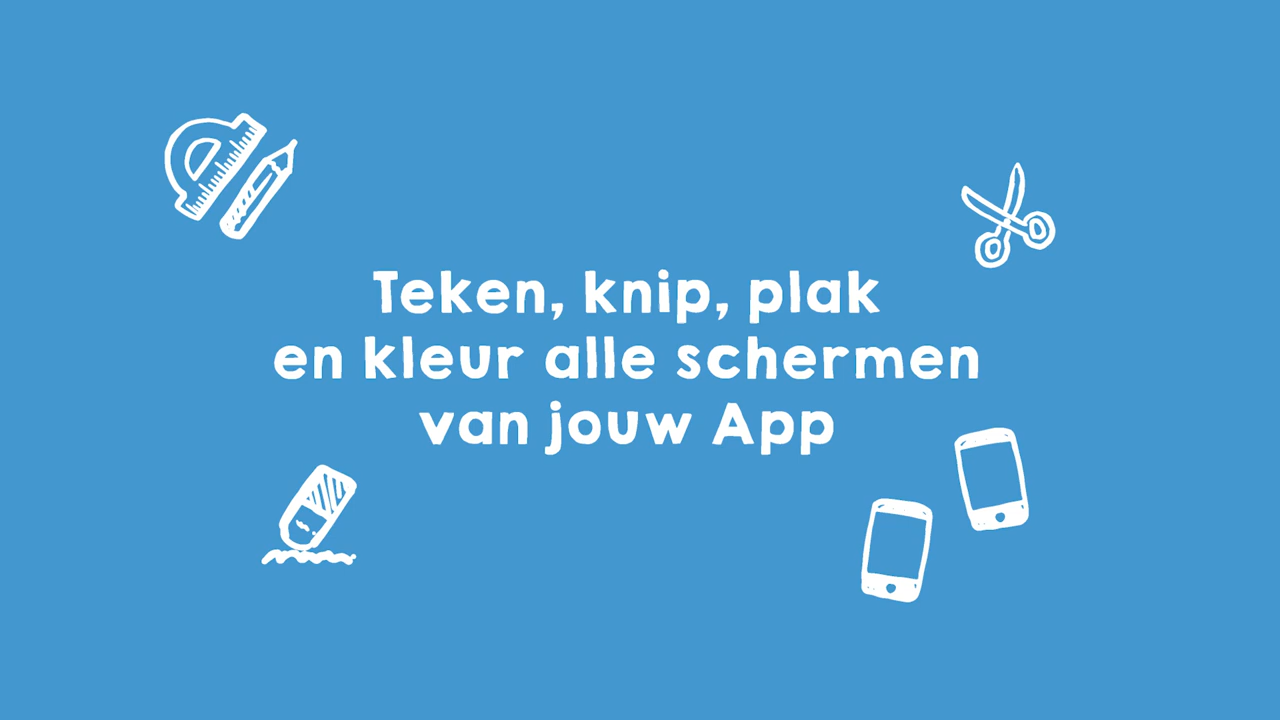 Teken, knip, plak
en kleur alle schermen
van jouw App